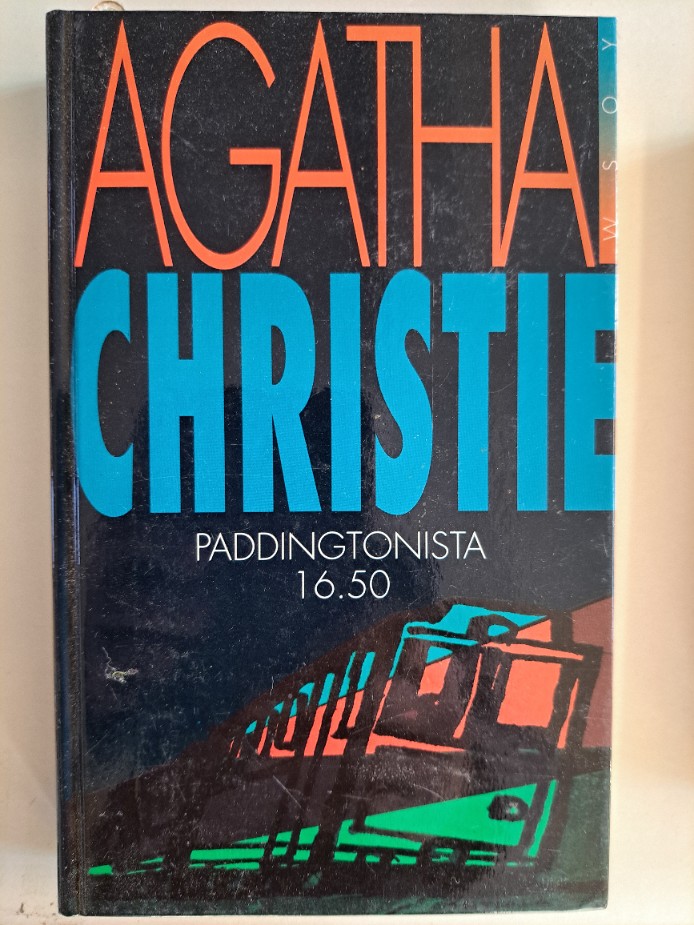 AGATHA
CHRISTIE
PADDINGTONISTA
16.50
WSOY